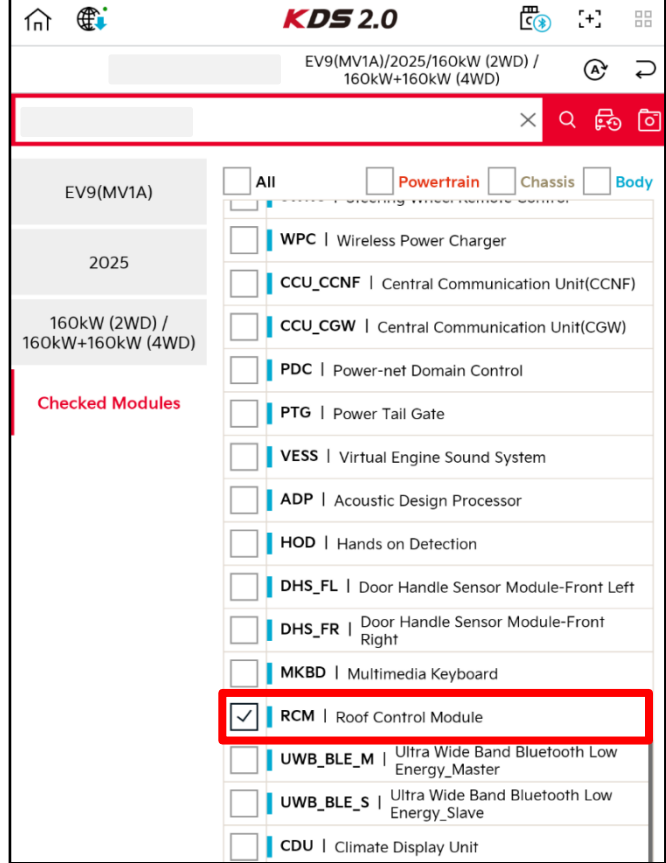 KDS 2.0
EV9(MV1A)/2025/160kW (2WD) /
160kW+160kW (4WD)
EV9(MV1A)
2025
160kW (2WD) /
160kW+160kW (4WD)
Checked Modules
All Powertrain Chassis Body
WPC | Wireless Power Charger
CCU_CCNF | Central Communication Unit(CCNF)
CCU_CGW | Central Communication Unit(CGW)
PDC | Power-net Domain Control
PTG | Power Tail Gate
VESS | Virtual Engine Sound System
ADP | Acoustic Design Processor
HOD | Hands on Detection
DHS_FL | Door Handle Sensor Module-Front Left
DHS_FR | Door Handle Sensor Module-Front
Right
MKBD | Multimedia Keyboard
RCM | Roof Control Module
UWB_BLE_M | Ultra Wide Band Bluetooth Low
Energy_Master
UWB_BLE_S | Ultra Wide Band Bluetooth Low
Energy_Slave
CDU | Climate Display Unit